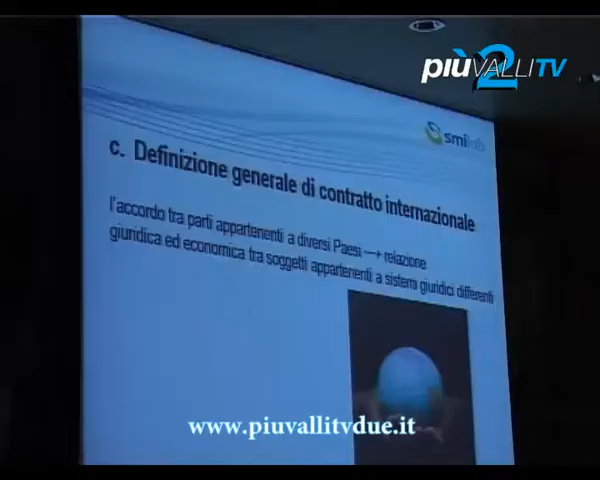 piùVALLITV
2
smilab
c. Definizione generale di contratto internazionale
l'accordo tra parti appartenenti a diversi Paesi → relazione
giuridica ed economica tra soggetti appartenenti a sistemi giuridici differenti
www.piuvallitvdue.it